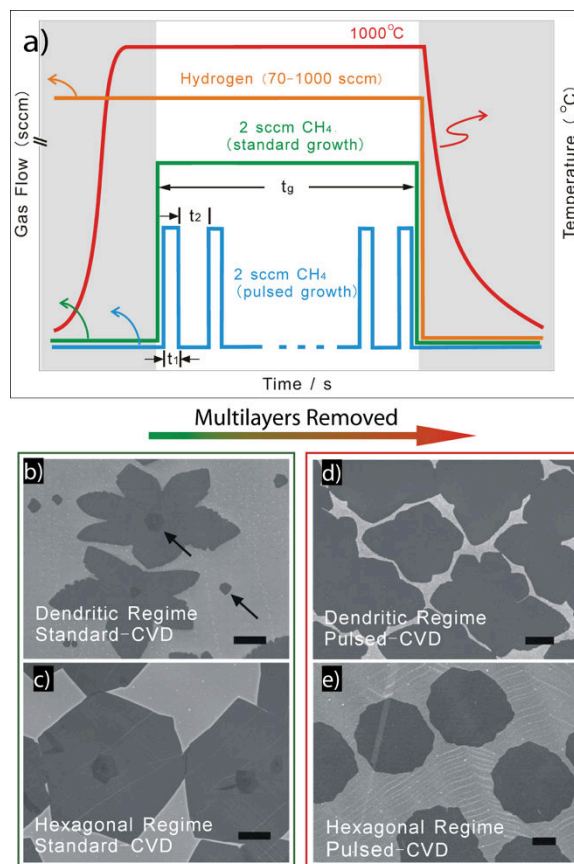 a)
1000°C
Hydrogen (70-1000 sccm)
2 sccm CH4
(standard growth)
tg
t2
2 sccm CH4
(pulsed growth)
t1
Gas Flow (sccm)
Temperature (°C)
Time / s
Multilayers Removed
b)
Dendritic Regime
Standard-CVD
d)
Dendritic Regime
Pulsed-CVD
c)
Hexagonal Regime
Standard-CVD
e)
Hexagonal Regime
Pulsed-CVD